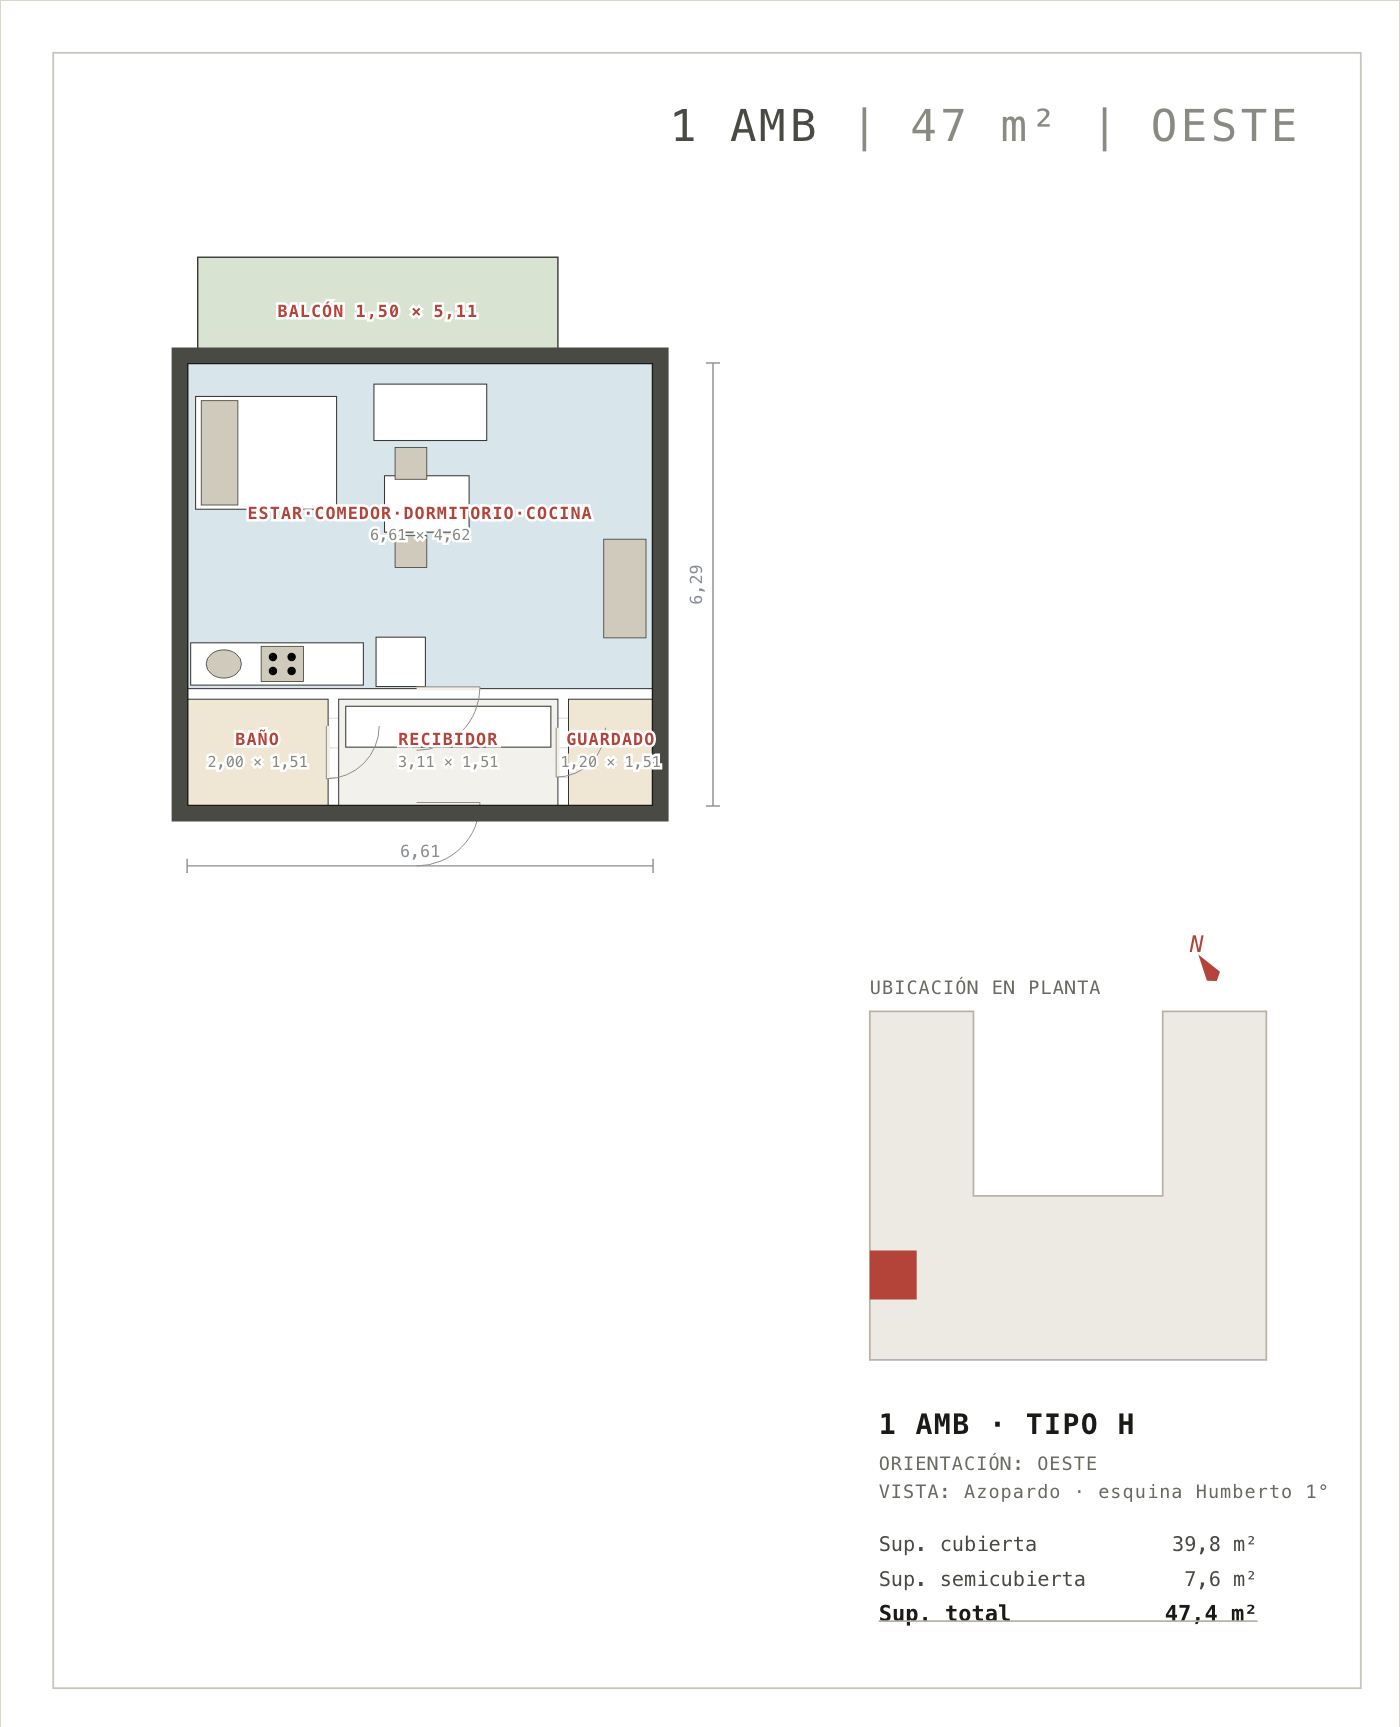 1 AMB | 47 m² | OESTE
BALCÓN 1,50 × 5,11
ESTAR·COMEDOR·DORMITORIO·COCINA
6,61 × 4,62
6,29
BAÑO
2,00 × 1,51
RECIBIDOR
3,11 × 1,51
GUARDADO
1,20 × 1,51
6,61
N
UBICACIÓN EN PLANTA
1 AMB · TIPO H
ORIENTACIÓN: OESTE
VISTA: Azopardo · esquina Humberto 1°
Sup. cubierta 39,8 m²
Sup. semicubierta 7,6 m²
Sup. total 47,4 m²